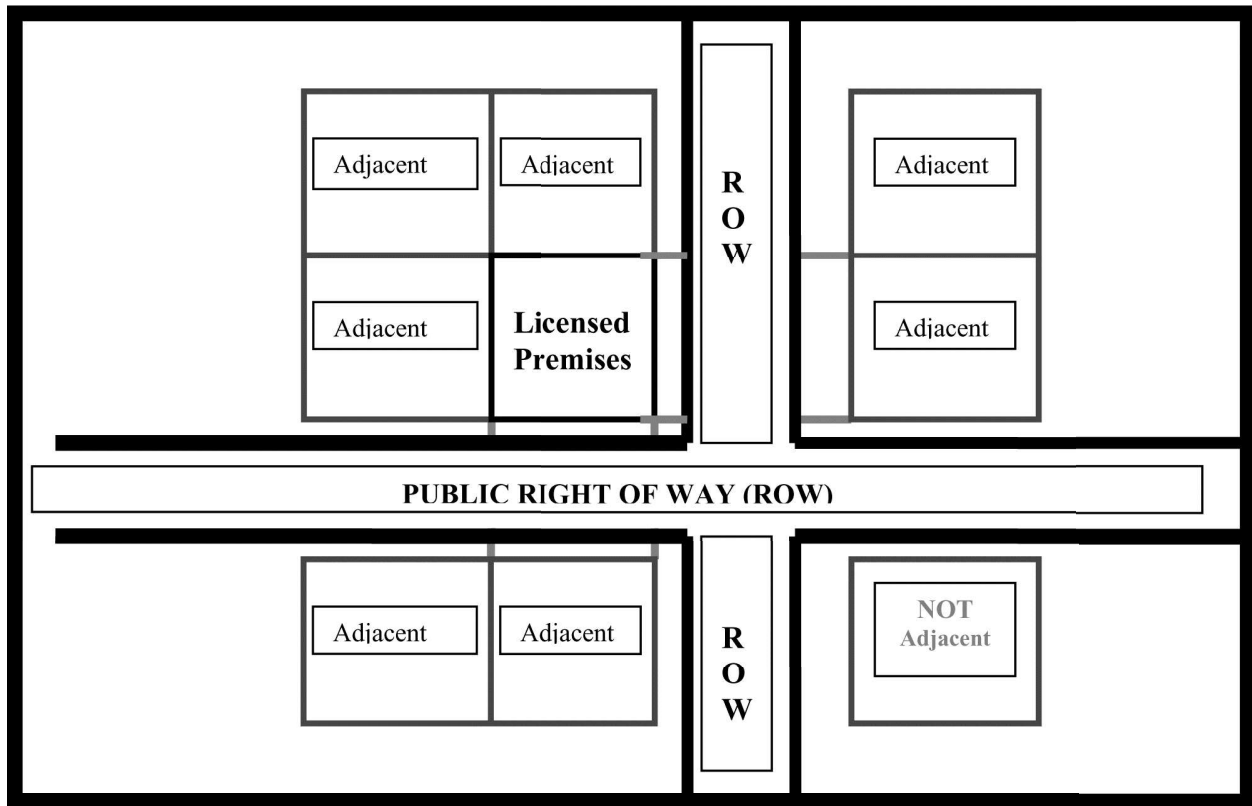 Adjacent
Adjacent
Adjacent
R
O
W
Adjacent
Licensed
Premises
Adjacent
PUBLIC RIGHT OF WAY (ROW)
Adjacent
Adjacent
R
O
W
NOT
Adjacent